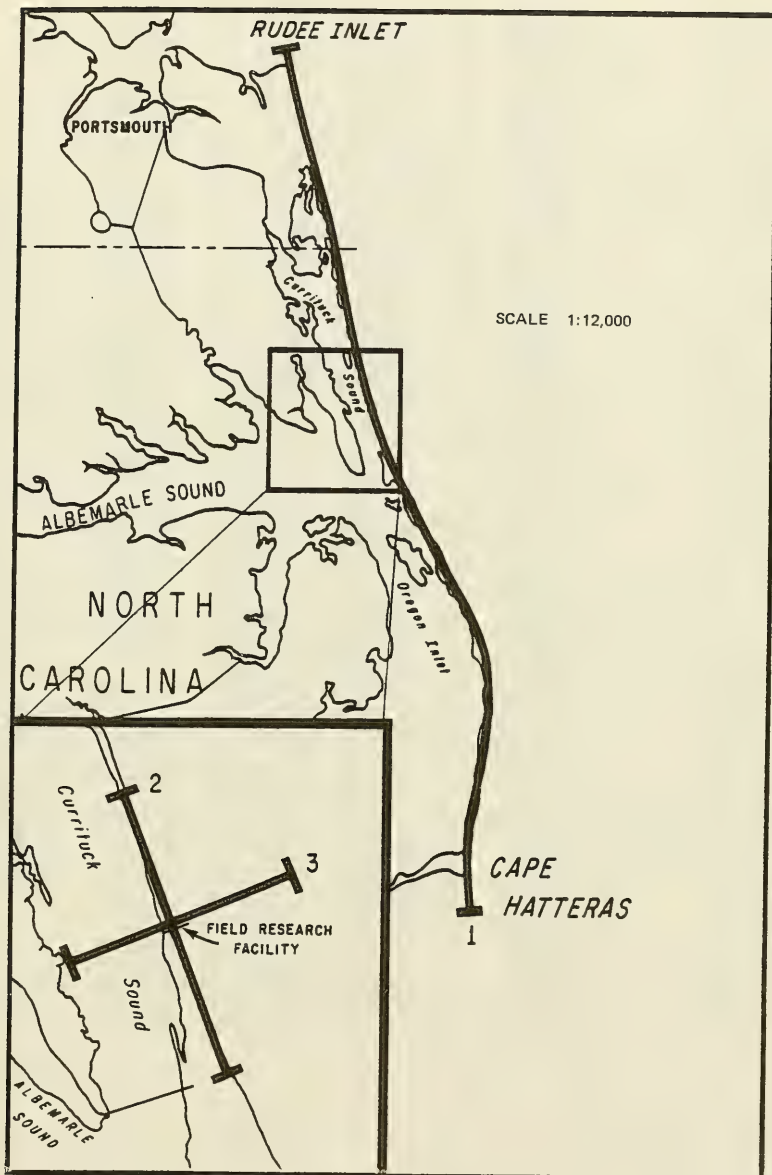 RUDEE INLET
PORTSMOUTH
Currituck
Sound
SCALE 1:12,000
ALBEMARLE SOUND
NORTH
CAROLINA
Oregon Inlet
2
Currituck
3
FIELD RESEARCH
FACILITY
Sound
ALBEMARLE
SOUND
CAPE
HATTERAS
1